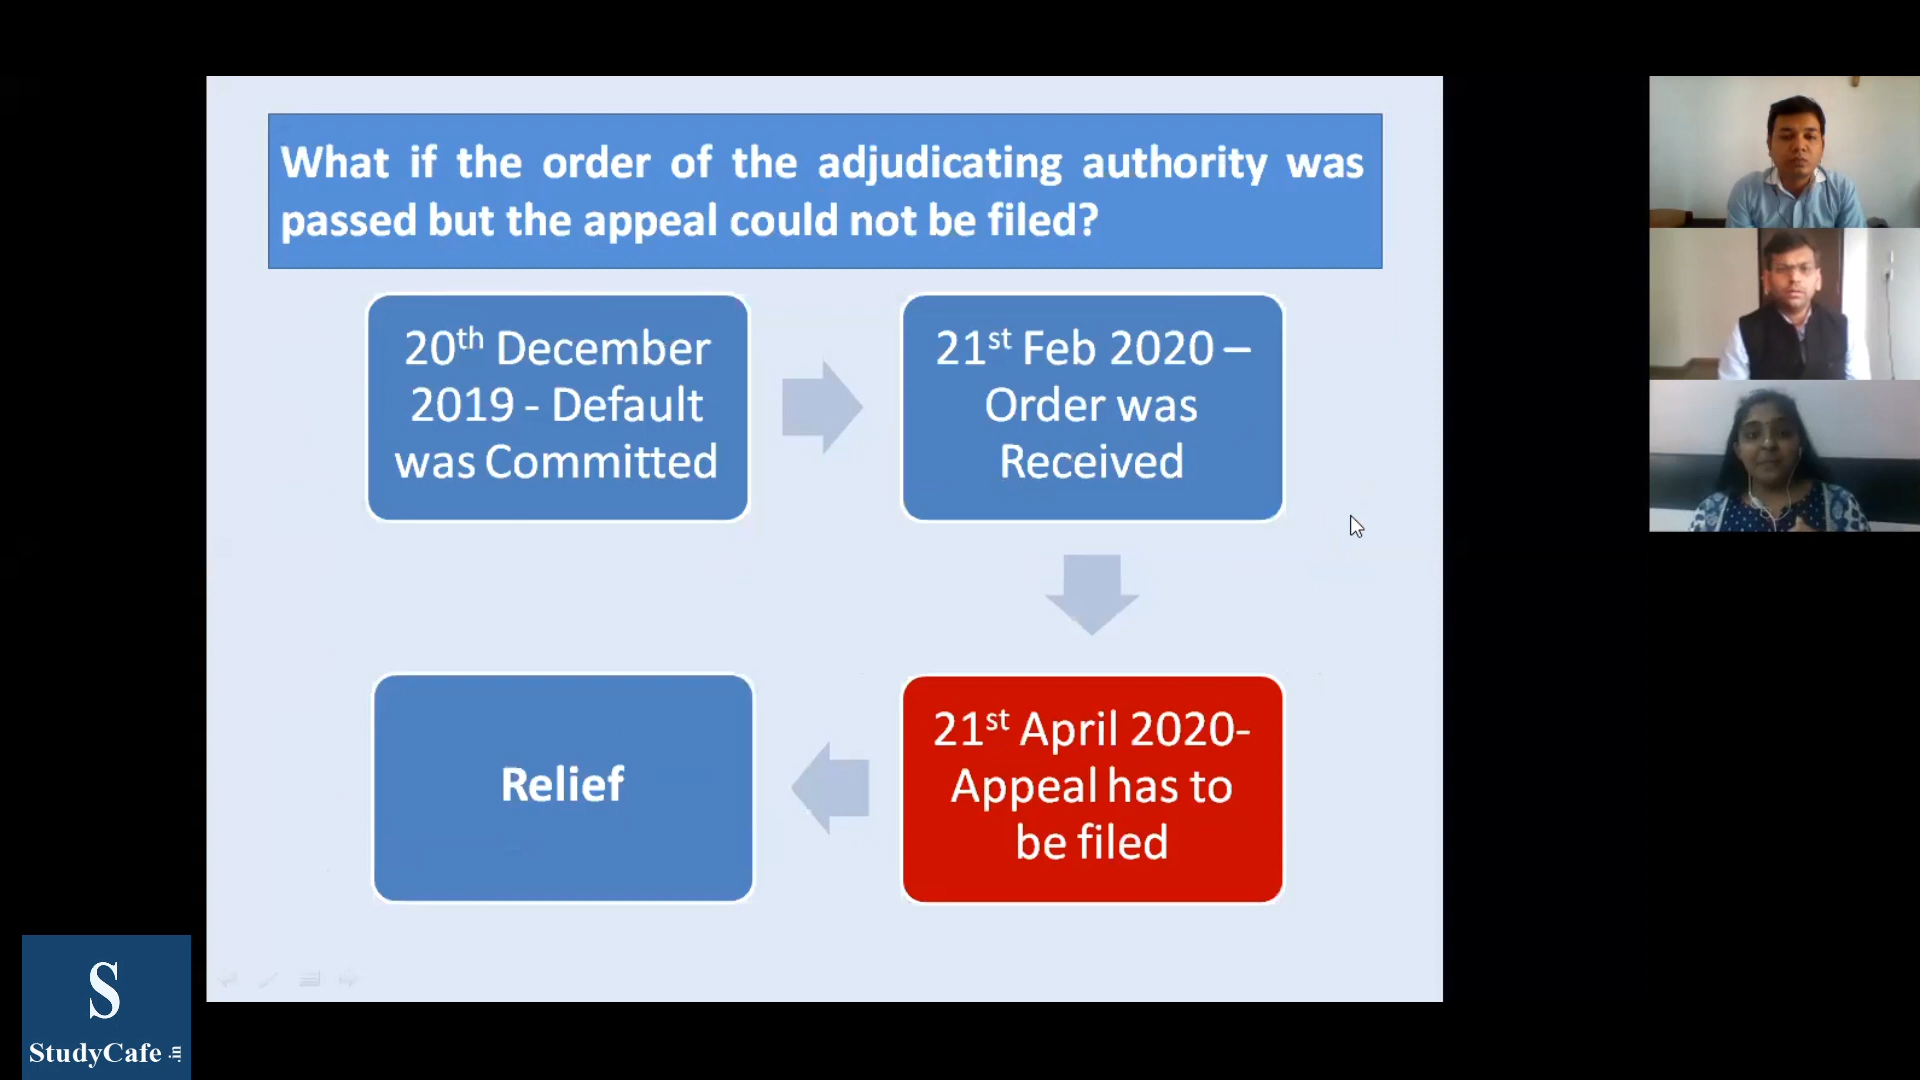 What if the order of the adjudicating authority was
passed but the appeal could not be filed?
20th December
2019 - Default
was Committed
21st Feb 2020 –
Order was
Received
Relief
21st April 2020-
Appeal has to
be filed
S
StudyCafe.in